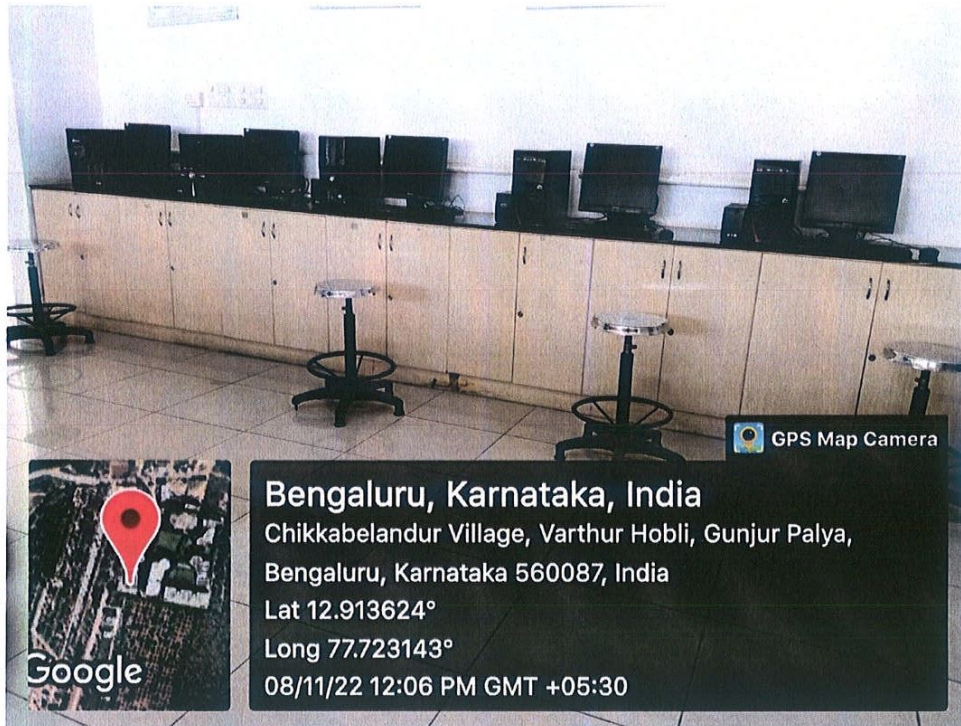 GPS Map Camera
Bengaluru, Karnataka, India
Chikkabelandur Village, Varthur Hobli, Gunjur Palya,
Bengaluru, Karnataka 560087, India
Lat 12.913624°
Long 77.723143°
08/11/22 12:06 PM GMT +05:30
Google